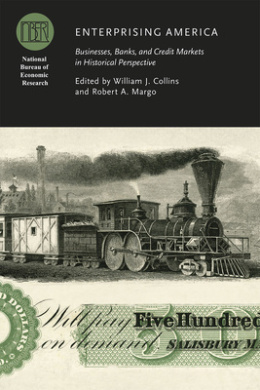 NBER
National
Bureau of
Economic
Research
ENTERPRISING AMERICA
Businesses, Banks, and Credit Markets
in Historical Perspective
Edited by William J. Collins
and Robert A. Margo
Will pay Five Hundred
on demand SALISBURY M
DOLLARS